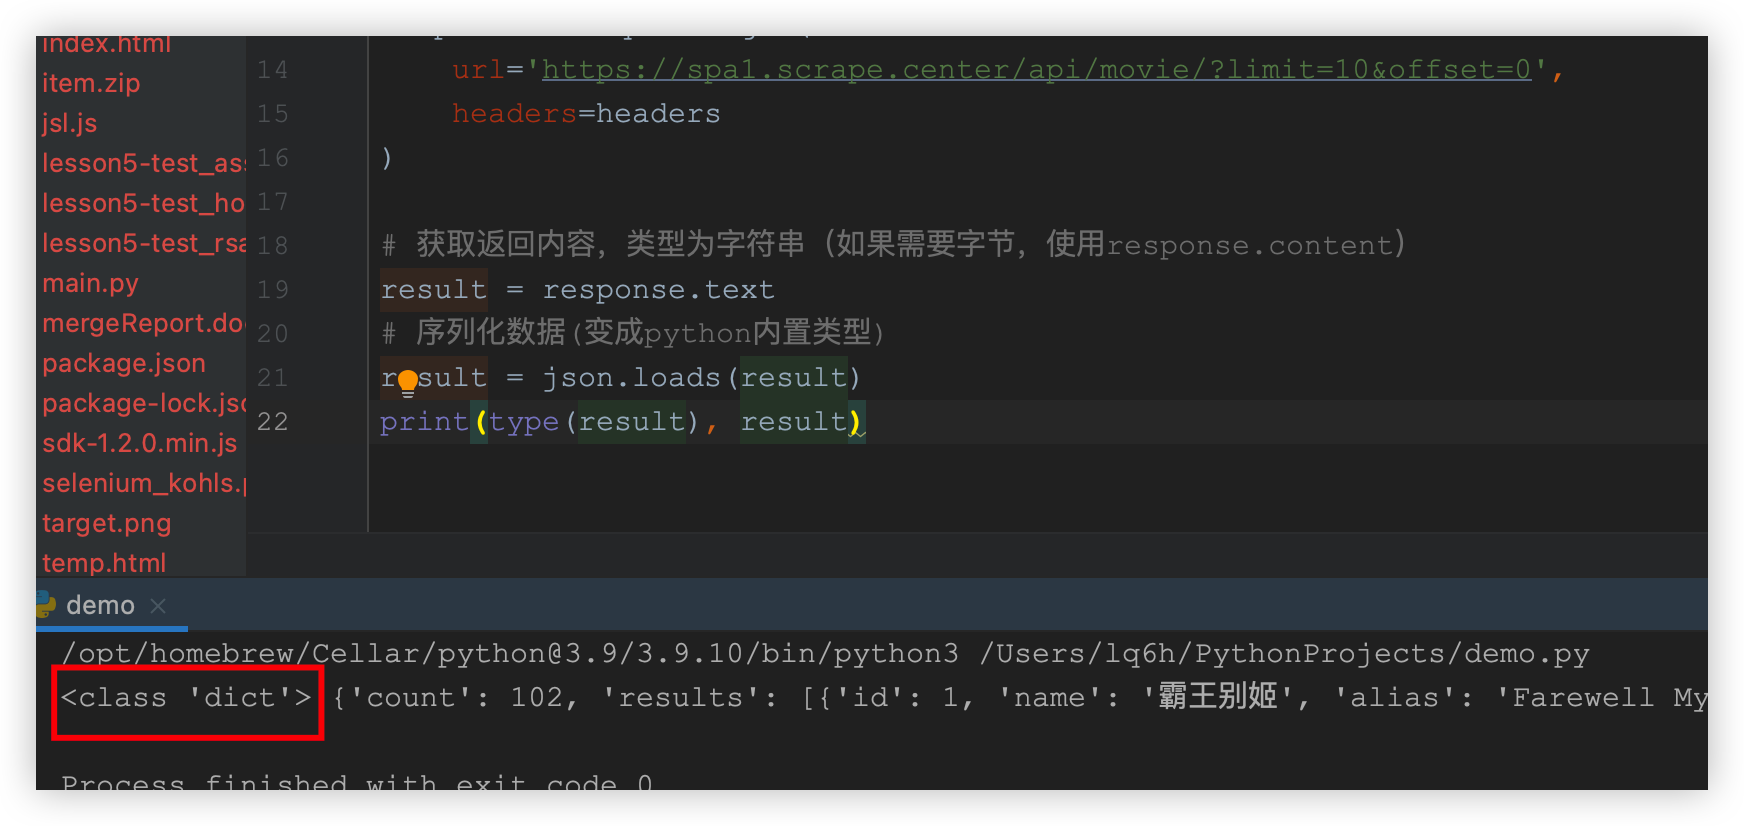 index.html
item.zip
jsl.js
lesson5-test_as
lesson5-test_ho
lesson5-test_rsa
main.py
mergeReport.do
package.json
package-lock.js
sdk-1.2.0.min.js
selenium_kohls.
target.png
temp.html
14 url='https://spa1.scrape.center/api/movie/?limit=10&offset=0',
15 headers=headers
16 )
17
18 # 获取返回内容，类型为字符串（如果需要字节，使用response.content）
19 result = response.text
20 # 序列化数据(变成python内置类型)
21 result = json.loads(result)
22 print(type(result), result)
demo ×
/opt/homebrew/Cellar/python@3.9/3.9.10/bin/python3 /Users/lq6h/PythonProjects/demo.py
<class 'dict'> {'count': 102, 'results': [{'id': 1, 'name': '霸王别姬', 'alias': 'Farewell My
Process finished with exit code 0